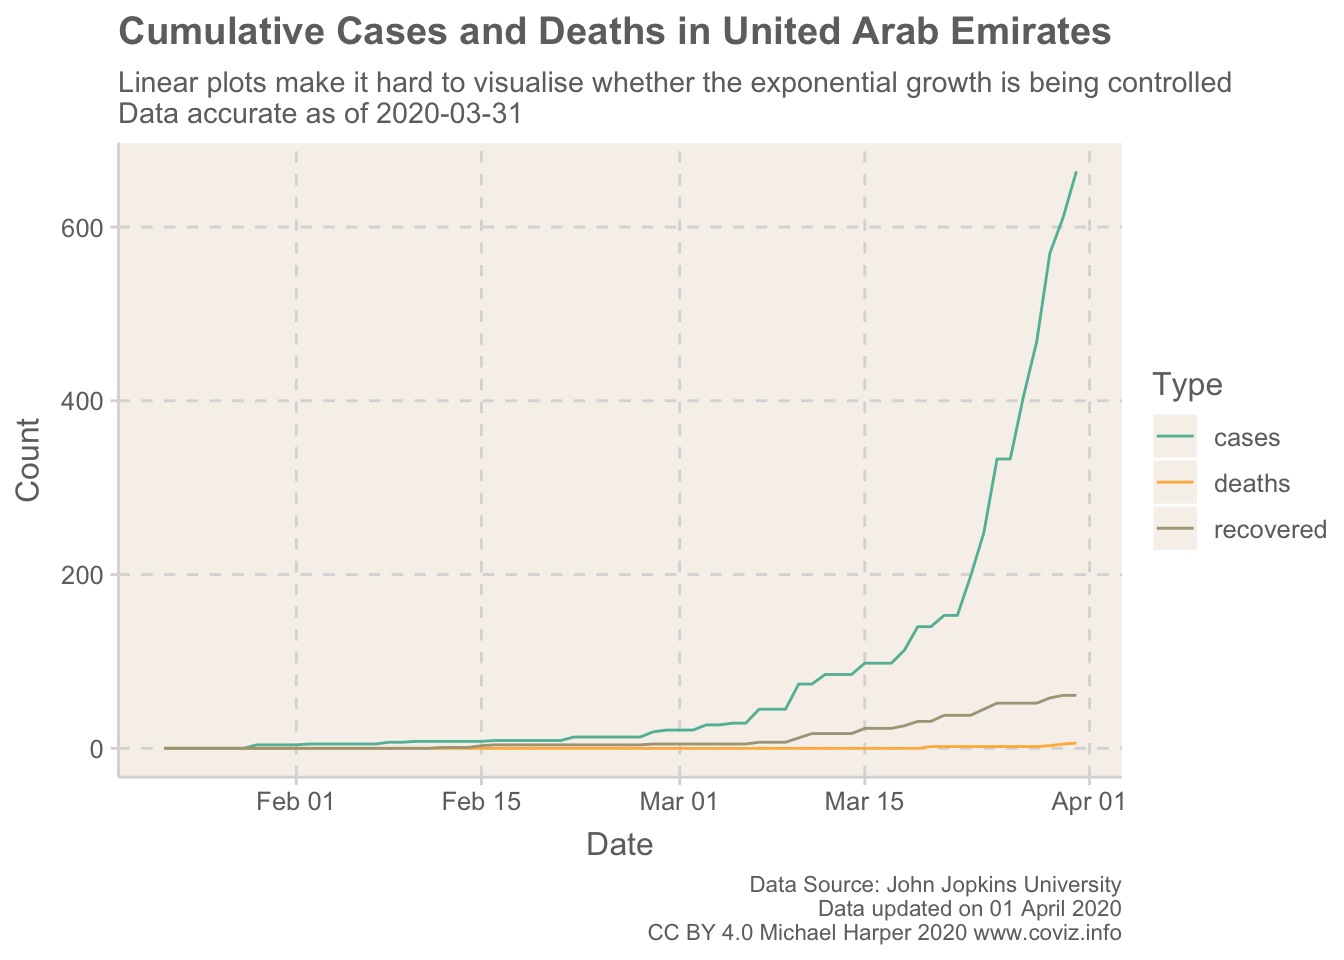 Cumulative Cases and Deaths in United Arab Emirates
Linear plots make it hard to visualise whether the exponential growth is being controlled
Data accurate as of 2020-03-31
600
400
200
0
Count
Feb 01
Feb 15
Mar 01
Mar 15
Apr 01
Date
Type
cases
deaths
recovered
Data Source: John Jopkins University
Data updated on 01 April 2020
CC BY 4.0 Michael Harper 2020 www.coviz.info